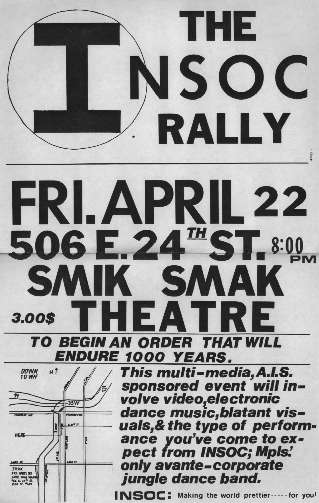 THE
INSOC
RALLY
FRI. APRIL 22
506 E. 24TH ST. 8:00 PM
SMIK SMAK
3.00$ THEATRE
TO BEGIN AN ORDER THAT WILL
ENDURE 1000 YEARS.
This multi-media, A.I.S.
sponsored event will in-
volve video, electronic
dance music, blatant vis-
uals, & the type of perform-
ance you've come to ex-
pect from INSOC; Mpls.'
only avante-corporate
jungle dance band.
INSOC: Making the world prettier-----for you!
DOWN
TOWN
N